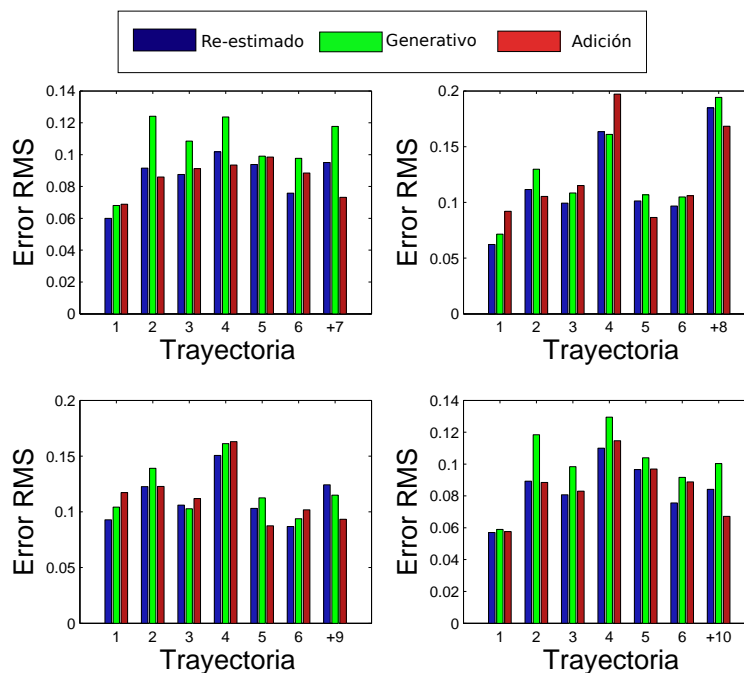 Re-estimado Generativo Adición
0.14
0.12
0.1
0.08
0.06
0.04
0.02
0
Error RMS
1 2 3 4 5 6 +7
Trayectoria
0.2
0.15
0.1
0.05
0
Error RMS
1 2 3 4 5 6 +8
Trayectoria
0.2
0.15
0.1
0.05
0
Error RMS
1 2 3 4 5 6 +9
Trayectoria
0.14
0.12
0.1
0.08
0.06
0.04
0.02
0
Error RMS
1 2 3 4 5 6 +10
Trayectoria